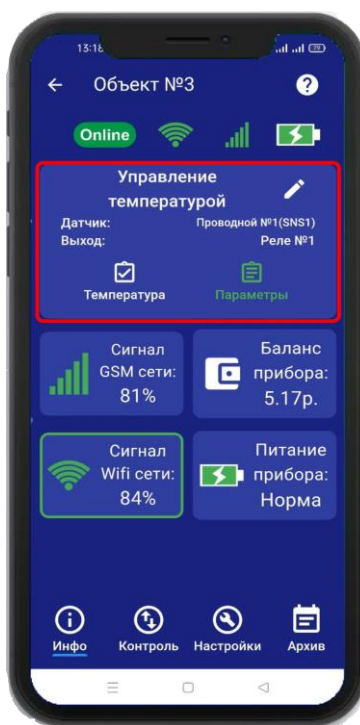 13:18
79
Объект №3
Online
Управление
температурой
Датчик: Проводной №1(SNS1)
Выход: Реле №1
Температура Параметры
Сигнал
GSM сети:
81%
Баланс
прибора:
5.17р.
Сигнал
Wifi сети:
84%
Питание
прибора:
Норма
Инфо Контроль Настройки Архив